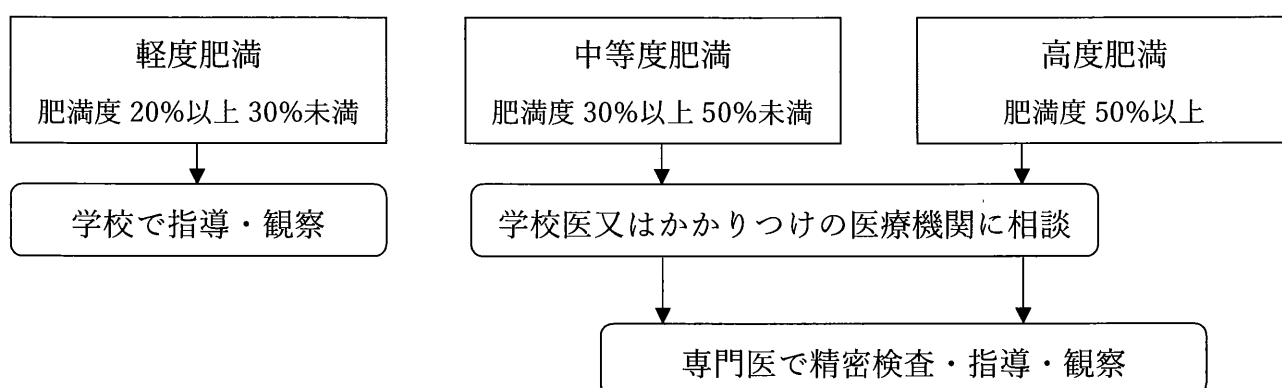 軽度肥満
肥満度 20%以上 30%未満
中等度肥満
肥満度 30%以上 50%未満
高度肥満
肥満度 50%以上
学校で指導・観察
学校医又はかかりつけの医療機関に相談
専門医で精密検査・指導・観察